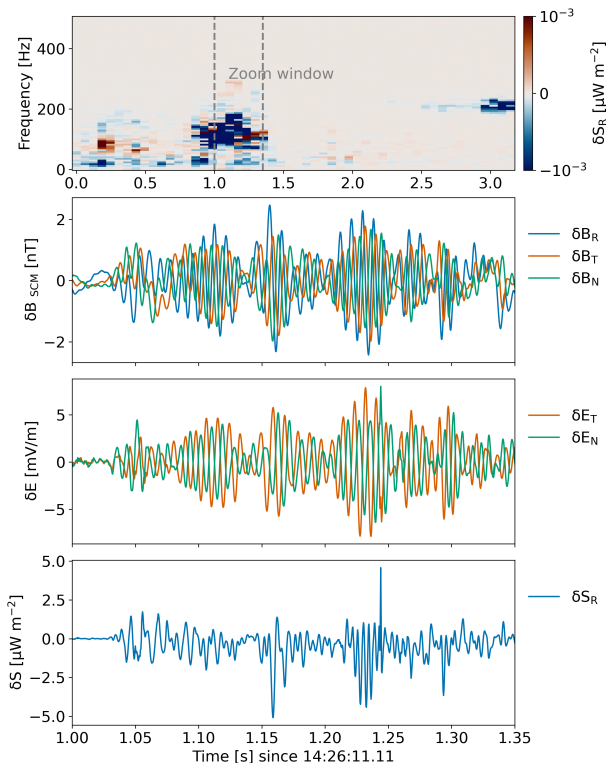 400
200
0
Frequency [Hz]
Zoom window
0.0 0.5 1.0 1.5 2.0 2.5 3.0
10⁻³
0
−10⁻³
δS_R [μW m⁻²]
2
0
−2
δB _SCM [nT]
δB_R
δB_T
δB_N
5
0
−5
δE [mV/m]
δE_T
δE_N
5.0
2.5
0.0
−2.5
−5.0
δS [μW m⁻²]
δS_R
1.00 1.05 1.10 1.15 1.20 1.25 1.30 1.35
Time [s] since 14:26:11.11